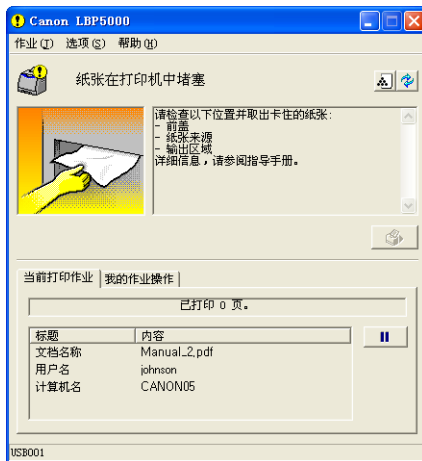 Canon LBP5000
作业(J) 选项(S) 帮助(H)
纸张在打印机中堵塞
请检查以下位置并取出卡住的纸张:
- 前盖
- 纸张来源
- 输出区域
详细信息，请参阅指导手册。
当前打印作业 我的作业操作
已打印 0 页。
标题 内容
文档名称 Manual_2.pdf
用户名 johnson
计算机名 CANON05
USB001